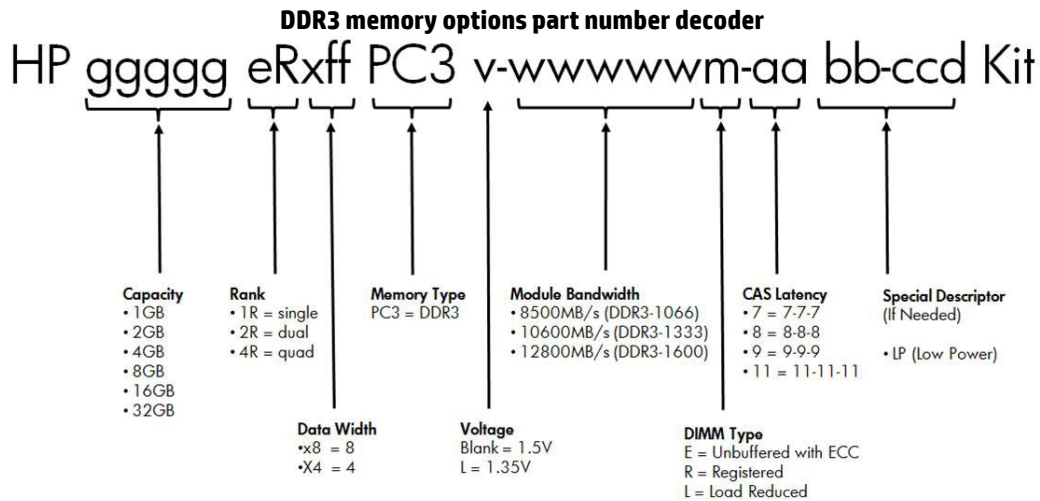 DDR3 memory options part number decoder
HP ggggg eRxff PC3 v-wwwwwm-aa bb-ccd Kit
Capacity
• 1GB
• 2GB
• 4GB
• 8GB
• 16GB
• 32GB
Rank
• 1R = single
• 2R = dual
• 4R = quad
Memory Type
PC3 = DDR3
Module Bandwidth
• 8500MB/s (DDR3-1066)
• 10600MB/s (DDR3-1333)
• 12800MB/s (DDR3-1600)
CAS Latency
• 7 = 7-7-7
• 8 = 8-8-8
• 9 = 9-9-9
• 11 = 11-11-11
Special Descriptor
(If Needed)
• LP (Low Power)
Data Width
•x8 = 8
•X4 = 4
Voltage
Blank = 1.5V
L = 1.35V
DIMM Type
E = Unbuffered with ECC
R = Registered
L = Load Reduced